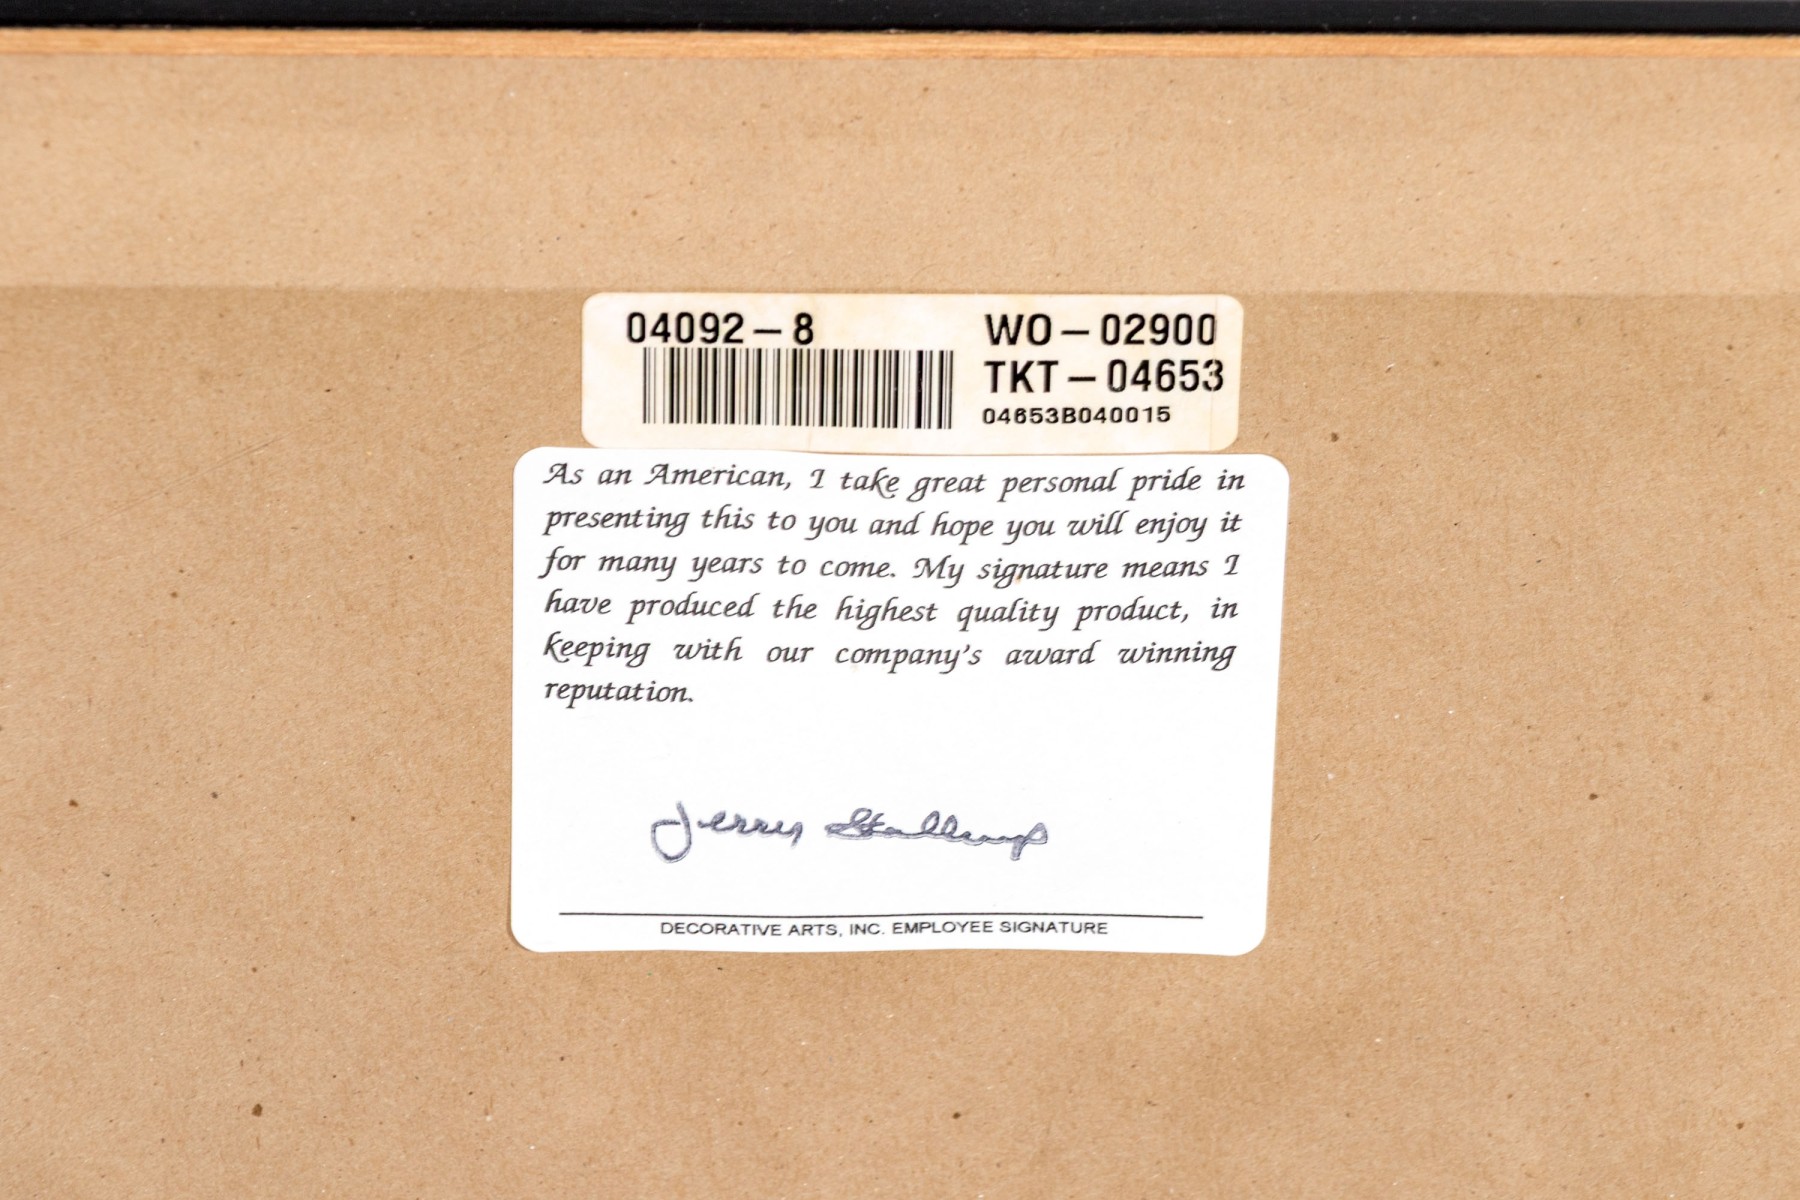 04092-8
WO-02900
TKT-04653
04653B040015
As an American, I take great personal pride in
presenting this to you and hope you will enjoy it
for many years to come. My signature means I
have produced the highest quality product, in
keeping with our company's award winning
reputation.
Jerry Stallcup
DECORATIVE ARTS, INC. EMPLOYEE SIGNATURE